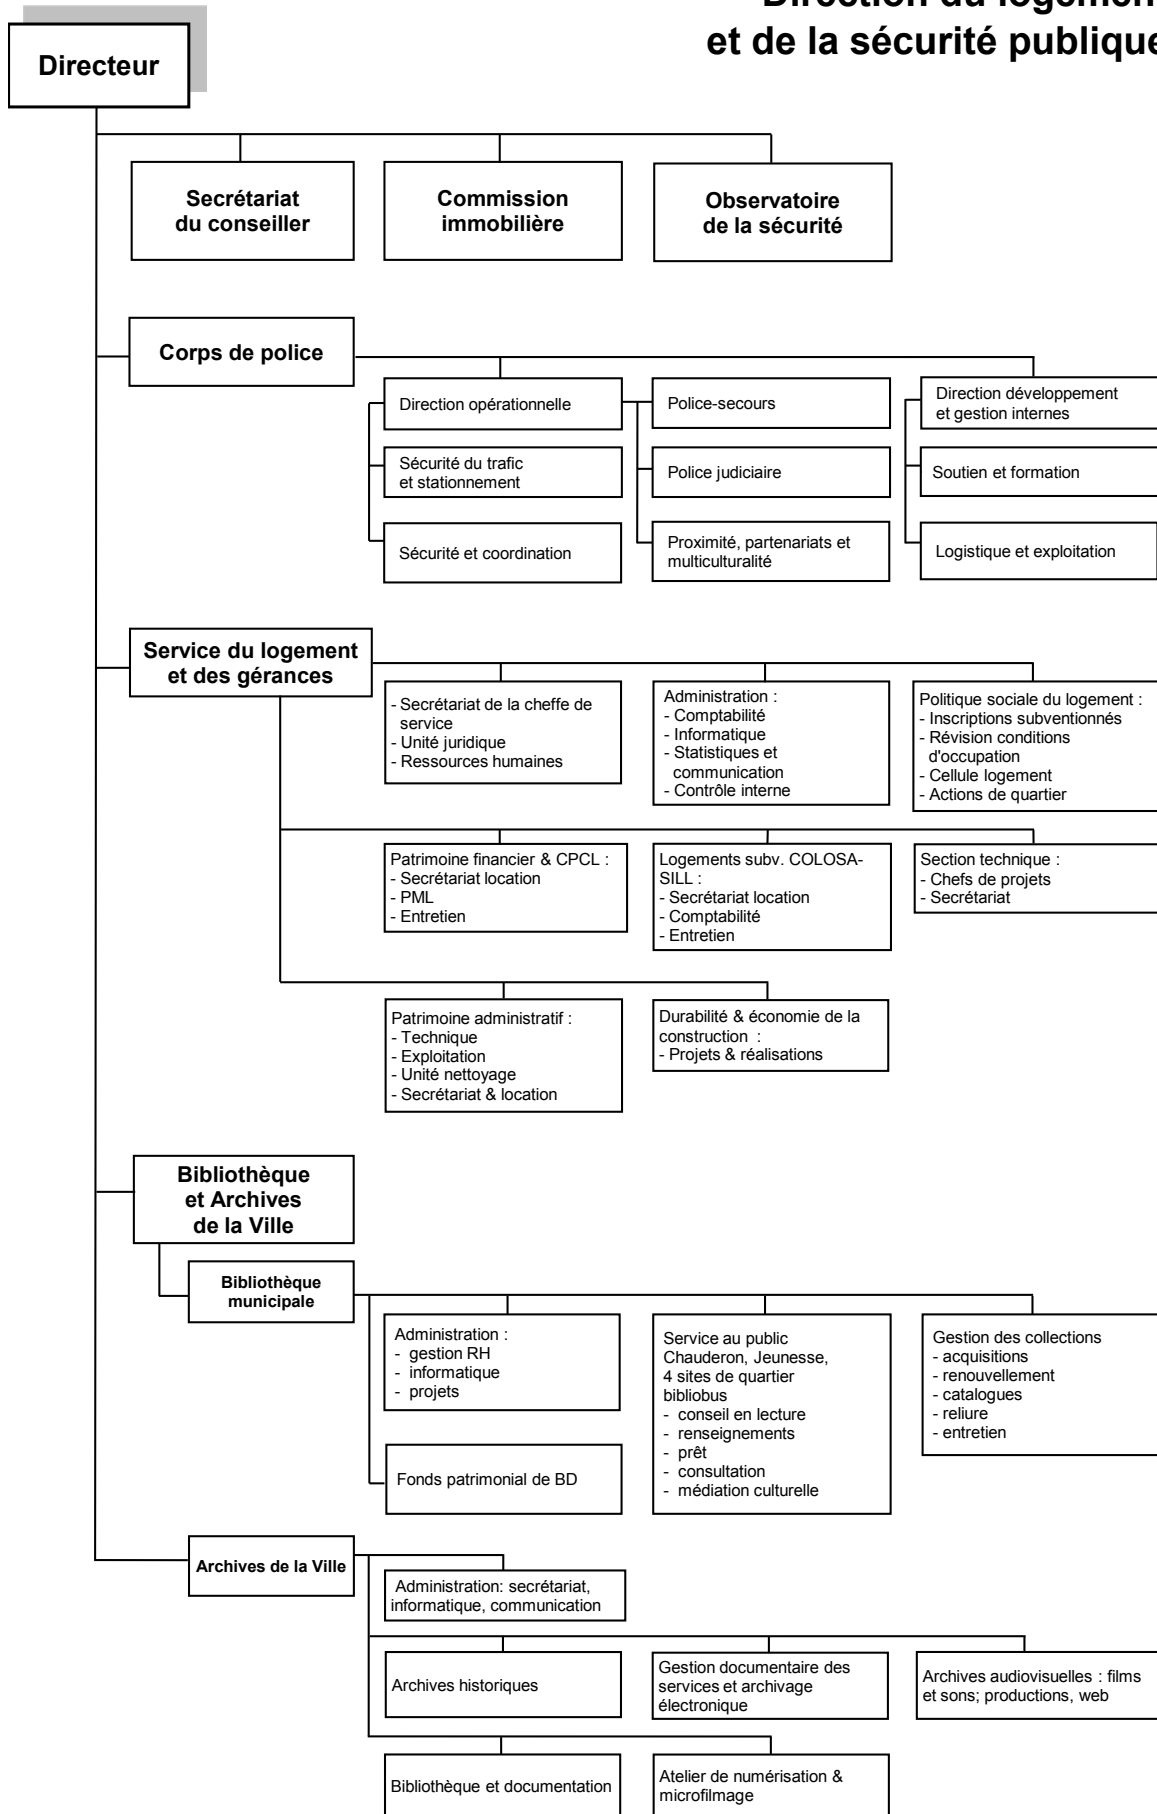 Direction du logement
et de la sécurité publique
Directeur
Secrétariat
du conseiller
Commission
immobilière
Observatoire
de la sécurité
Corps de police
Direction opérationnelle
Police-secours
Direction développement
et gestion internes
Sécurité du trafic
et stationnement
Police judiciaire
Soutien et formation
Sécurité et coordination
Proximité, partenariats et
multiculturalité
Logistique et exploitation
Service du logement
et des gérances
- Secrétariat de la cheffe de
service
- Unité juridique
- Ressources humaines
Administration :
- Comptabilité
- Informatique
- Statistiques et
communication
- Contrôle interne
Politique sociale du logement :
- Inscriptions subventionnés
- Révision conditions
d'occupation
- Cellule logement
- Actions de quartier
Patrimoine financier & CPCL :
- Secrétariat location
- PML
- Entretien
Logements subv. COLOSA-
SILL :
- Secrétariat location
- Comptabilité
- Entretien
Section technique :
- Chefs de projets
- Secrétariat
Patrimoine administratif :
- Technique
- Exploitation
- Unité nettoyage
- Secrétariat & location
Durabilité & économie de la
construction :
- Projets & réalisations
Bibliothèque
et Archives
de la Ville
Bibliothèque
municipale
Administration :
- gestion RH
- informatique
- projets
Service au public
Chauderon, Jeunesse,
4 sites de quartier
bibliobus
- conseil en lecture
- renseignements
- prêt
- consultation
- médiation culturelle
Gestion des collections
- acquisitions
- renouvellement
- catalogues
- reliure
- entretien
Fonds patrimonial de BD
Archives de la Ville
Administration: secrétariat,
informatique, communication
Archives historiques
Gestion documentaire des
services et archivage
électronique
Archives audiovisuelles : films
et sons; productions, web
Bibliothèque et documentation
Atelier de numérisation &
microfilmage